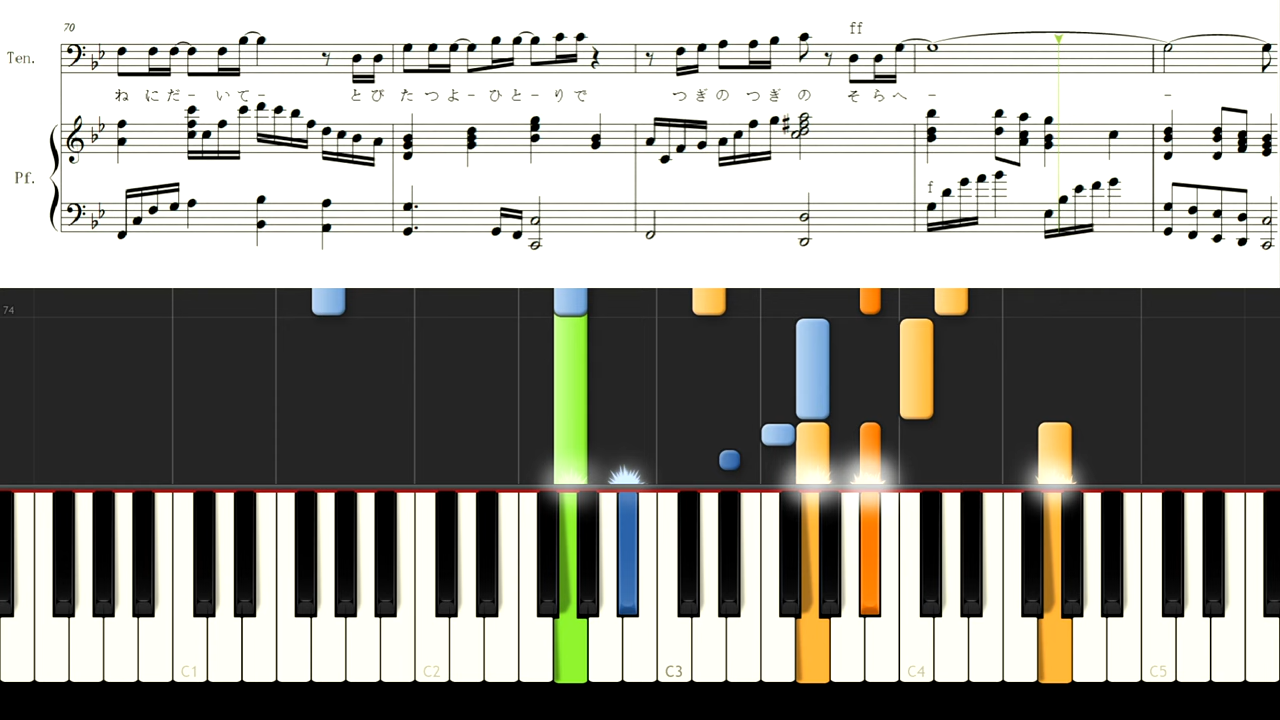 70
ff
Ten.
ね に だ - い て - と び た つ よ - ひ と - り で つ ぎ の つ ぎ の そ ら へ - -
Pf.
f
74
C1 C2 C3 C4 C5